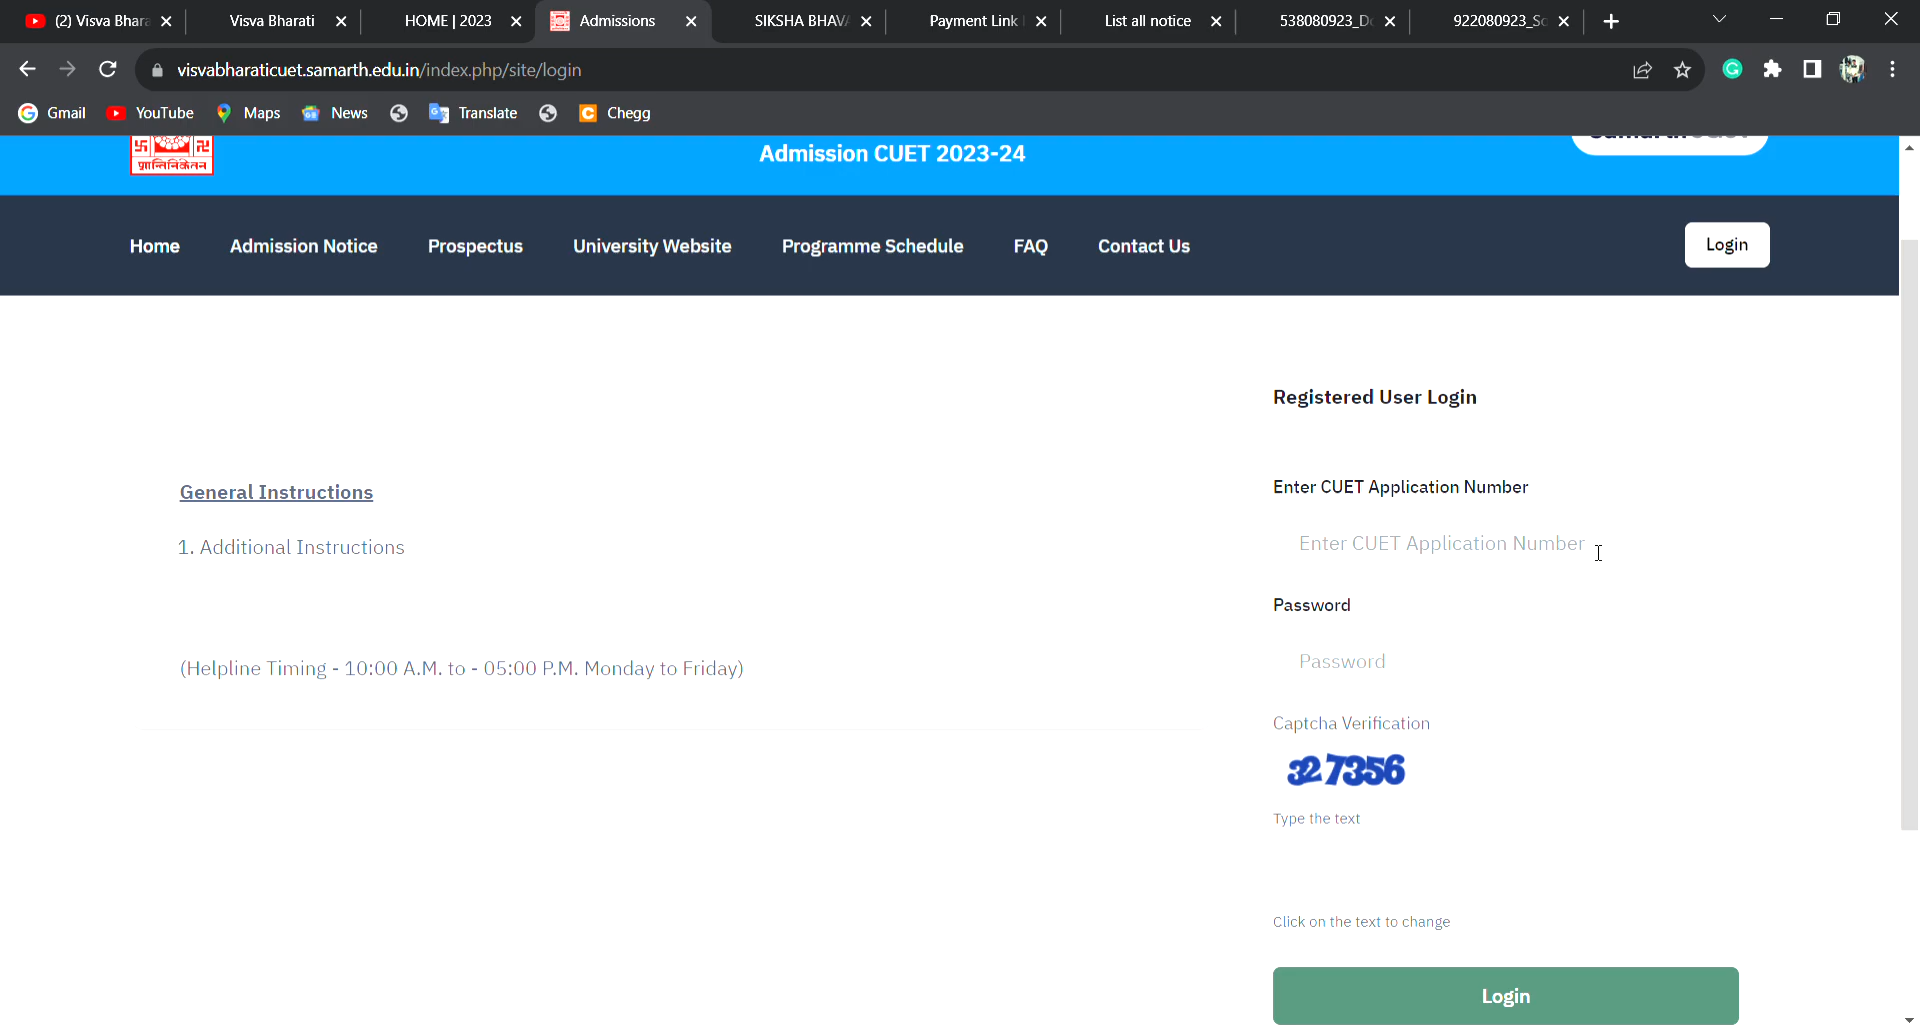 (2) Visva Bhara
Visva Bharati
HOME | 2023
Admissions
SIKSHA BHAVA
Payment Link
List all notice
538080923_D
922080923_Sc
visvabharaticuet.samarth.edu.in/index.php/site/login
Gmail
YouTube
Maps
News
Translate
Chegg
শান্তিনিকেতন
Admission CUET 2023-24
Home
Admission Notice
Prospectus
University Website
Programme Schedule
FAQ
Contact Us
Login
Registered User Login
General Instructions
Enter CUET Application Number
1. Additional Instructions
Enter CUET Application Number
Password
(Helpline Timing - 10:00 A.M. to - 05:00 P.M. Monday to Friday)
Password
Captcha Verification
327356
Type the text
Click on the text to change
Login